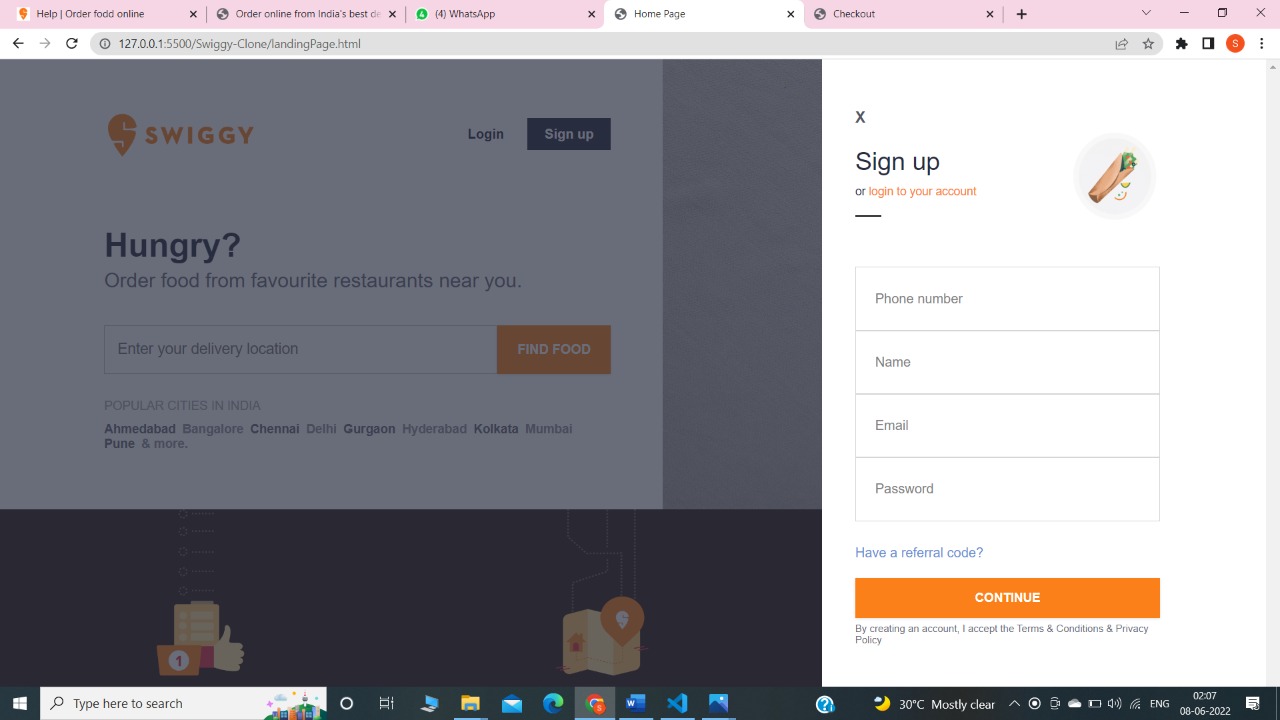 Help | Order food online
Order online from India's best de
(4) WhatsApp
Home Page
Checkout
127.0.0.1:5500/Swiggy-Clone/landingPage.html
S
SWIGGY
Login
Sign up
Hungry?
Order food from favourite restaurants near you.
Enter your delivery location
FIND FOOD
POPULAR CITIES IN INDIA
Ahmedabad Bangalore Chennai Delhi Gurgaon Hyderabad Kolkata Mumbai
Pune & more.
1
X
Sign up
or login to your account
Phone number
Name
Email
Password
Have a referral code?
CONTINUE
By creating an account, I accept the Terms & Conditions & Privacy
Policy
Type here to search
30°C Mostly clear
ENG
02:07
08-06-2022